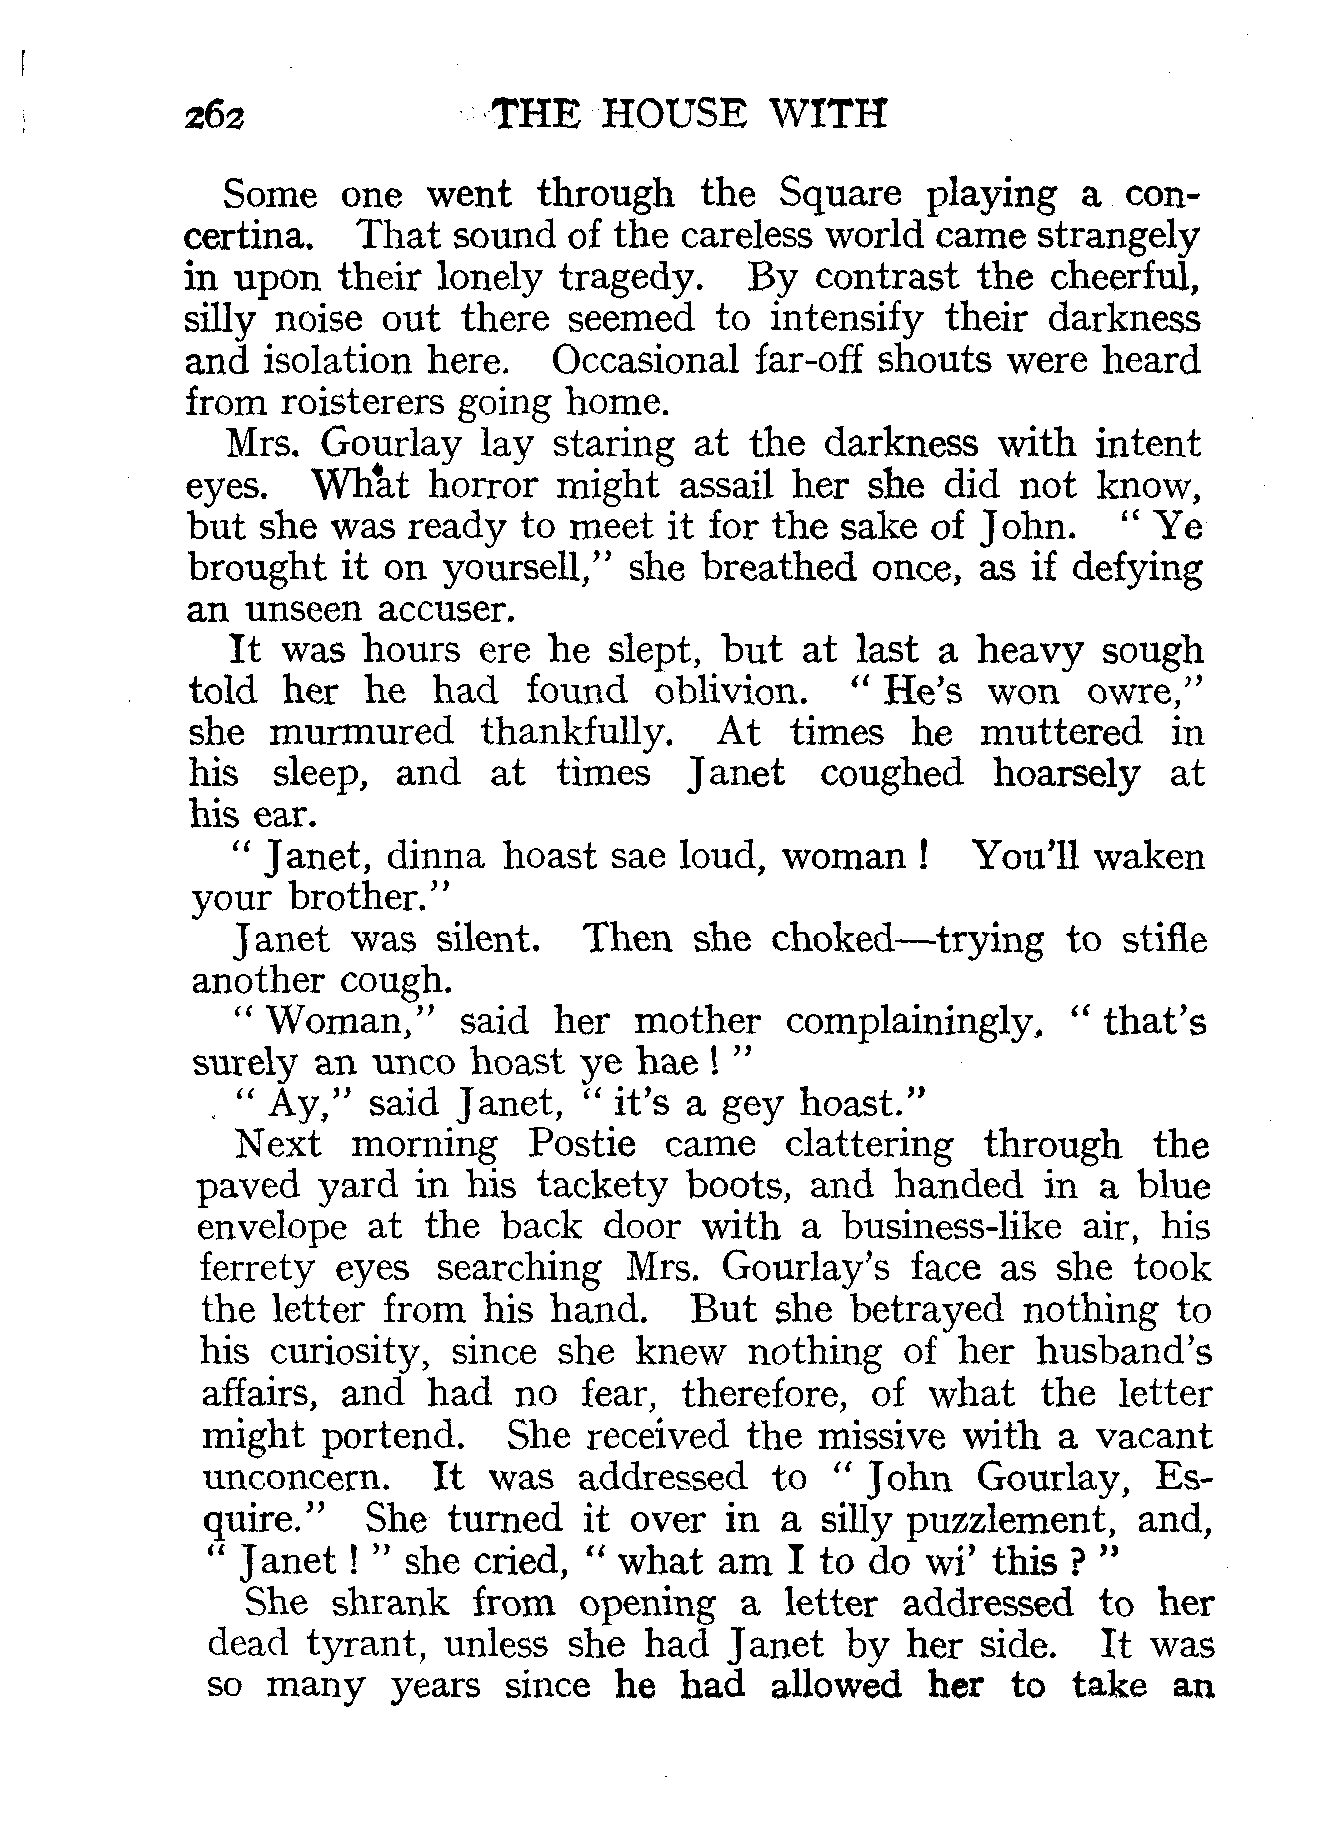 262 THE HOUSE WITH
Some one went through the Square playing a con-
certina. That sound of the careless world came strangely
in upon their lonely tragedy. By contrast the cheerful,
silly noise out there seemed to intensify their darkness
and isolation here. Occasional far-off shouts were heard
from roisterers going home.
Mrs. Gourlay lay staring at the darkness with intent
eyes. What horror might assail her she did not know,
but she was ready to meet it for the sake of John. " Ye
brought it on yoursell," she breathed once, as if defying
an unseen accuser.
It was hours ere he slept, but at last a heavy sough
told her he had found oblivion. " He's won owre,"
she murmured thankfully. At times he muttered in
his sleep, and at times Janet coughed hoarsely at
his ear.
" Janet, dinna hoast sae loud, woman ! You'll waken
your brother."
Janet was silent. Then she choked—trying to stifle
another cough.
" Woman," said her mother complainingly, " that's
surely an unco hoast ye hae ! "
" Ay," said Janet, " it's a gey hoast."
Next morning Postie came clattering through the
paved yard in his tackety boots, and handed in a blue
envelope at the back door with a business-like air, his
ferrety eyes searching Mrs. Gourlay's face as she took
the letter from his hand. But she betrayed nothing to
his curiosity, since she knew nothing of her husband's
affairs, and had no fear, therefore, of what the letter
might portend. She received the missive with a vacant
unconcern. It was addressed to " John Gourlay, Es-
quire." She turned it over in a silly puzzlement, and,
" Janet ! " she cried, " what am I to do wi' this ? "
She shrank from opening a letter addressed to her
dead tyrant, unless she had Janet by her side. It was
so many years since he had allowed her to take an